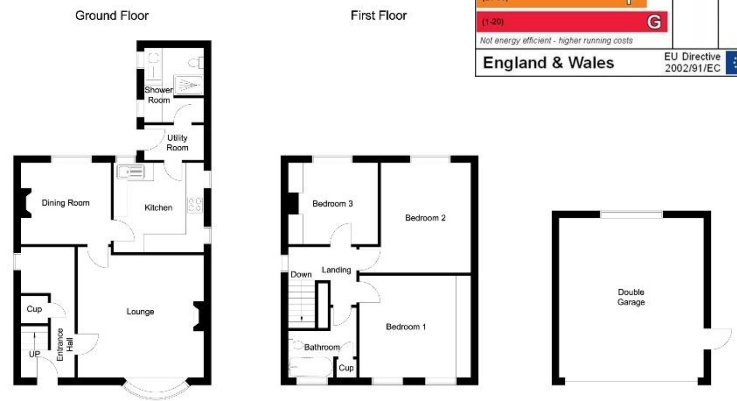 Ground Floor
First Floor
(1-20)
G
Not energy efficient - higher running costs
England & Wales
EU Directive
2002/91/EC
Shower
Room
Utility
Room
Dining Room
Kitchen
Lounge
Cup
UP
Entrance
Hall
Bedroom 3
Bedroom 2
Down
Landing
Bedroom 1
Bathroom
Cup
Double
Garage